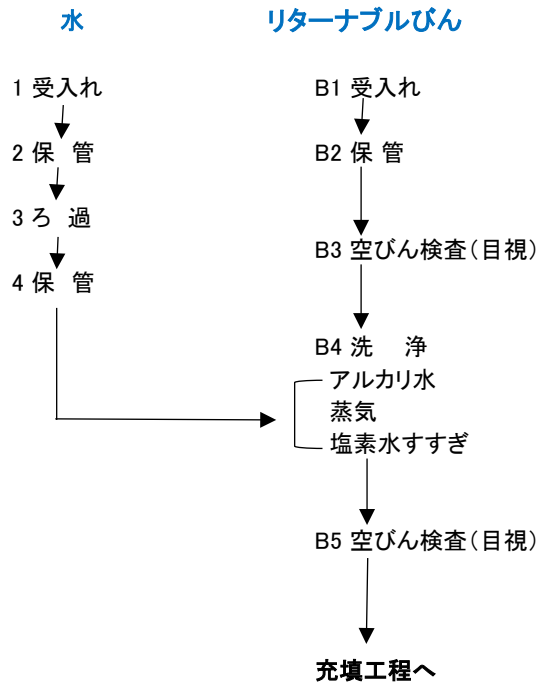 水
リターナブルびん
1 受入れ
2 保　管
3 ろ　過
4 保　管
B1 受入れ
B2 保 管
B3 空びん検査（目視）
B4 洗　浄
アルカリ水
蒸気
塩素水すすぎ
B5 空びん検査（目視）
充填工程へ